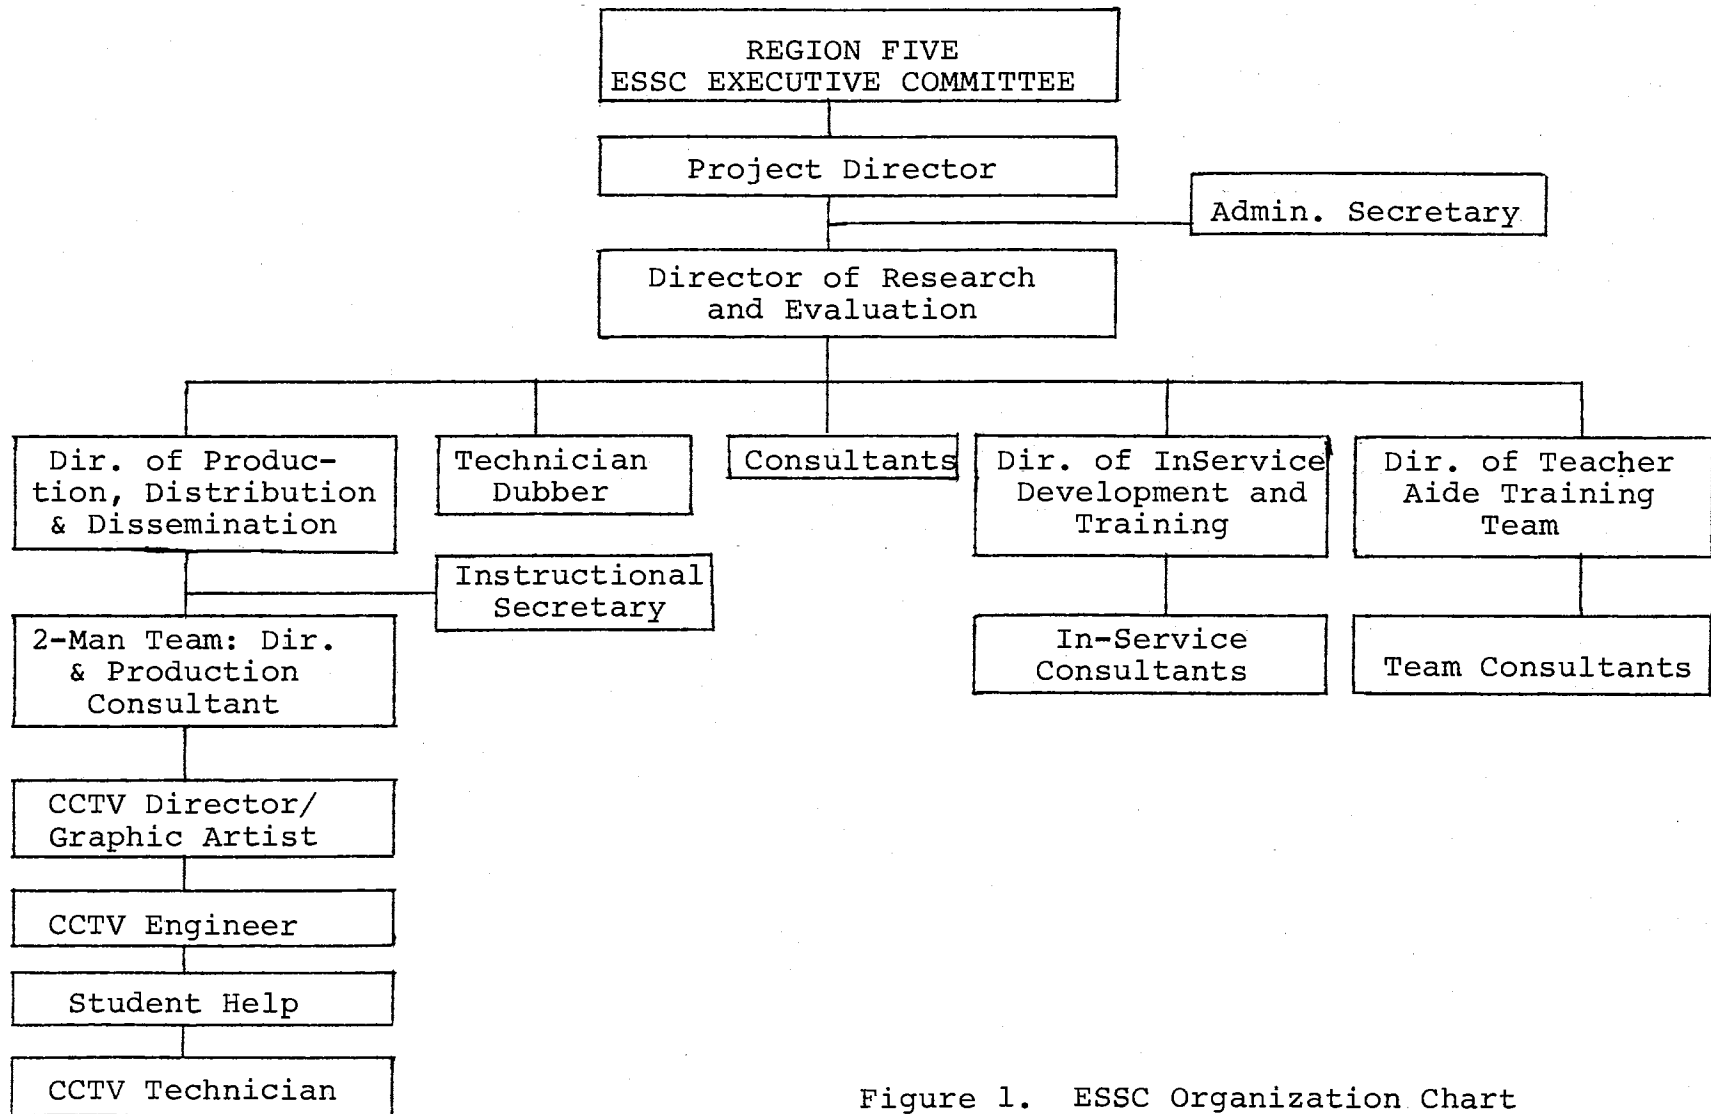 REGION FIVE
ESSC EXECUTIVE COMMITTEE
Project Director
Admin. Secretary
Director of Research
and Evaluation
Dir. of Produc-
tion, Distribution
& Dissemination
Technician
Dubber
Consultants
Dir. of InService
Development and
Training
Dir. of Teacher
Aide Training
Team
Instructional
Secretary
2-Man Team: Dir.
& Production
Consultant
In-Service
Consultants
Team Consultants
CCTV Director/
Graphic Artist
CCTV Engineer
Student Help
CCTV Technician
Figure 1. ESSC Organization Chart